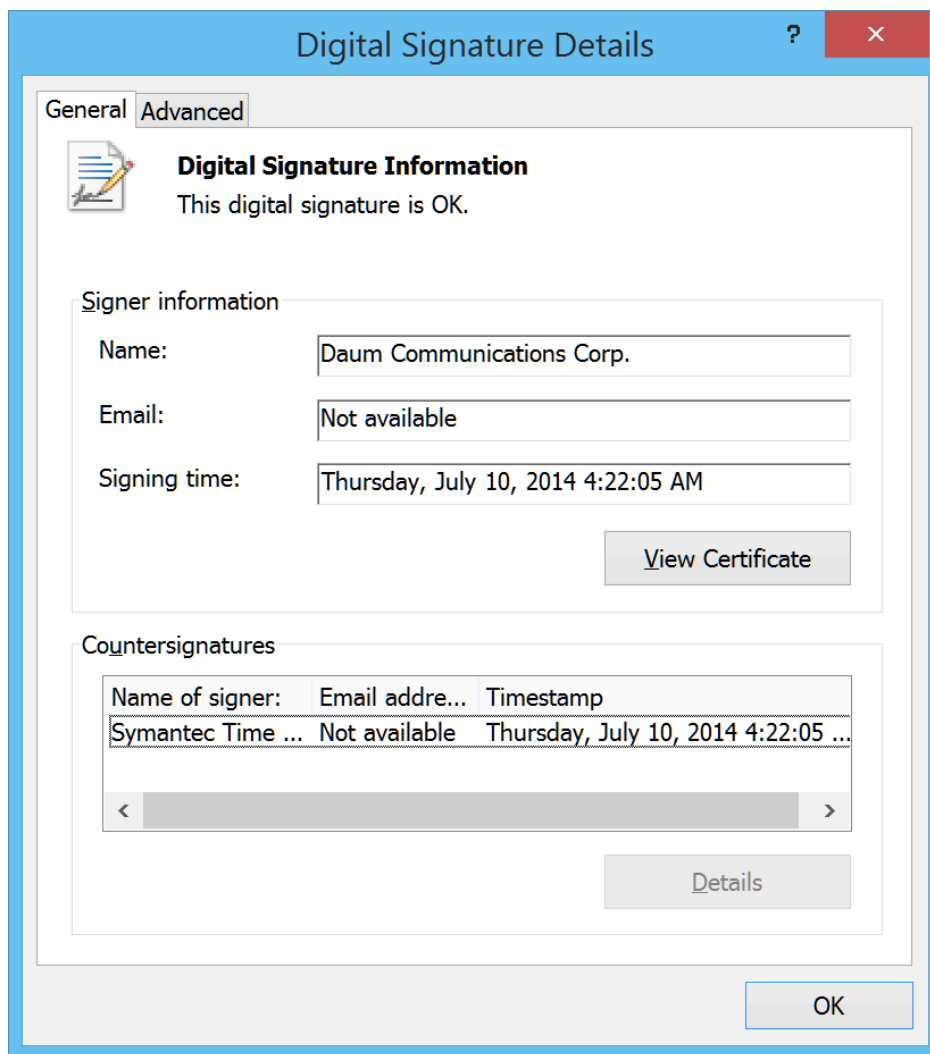 Digital Signature Details
?
×
General
Advanced
Digital Signature Information
This digital signature is OK.
Signer information
Name:
Daum Communications Corp.
Email:
Not available
Signing time:
Thursday, July 10, 2014 4:22:05 AM
View Certificate
Countersignatures
Name of signer: Email addre... Timestamp
Symantec Time ... Not available Thursday, July 10, 2014 4:22:05 ...
Details
OK